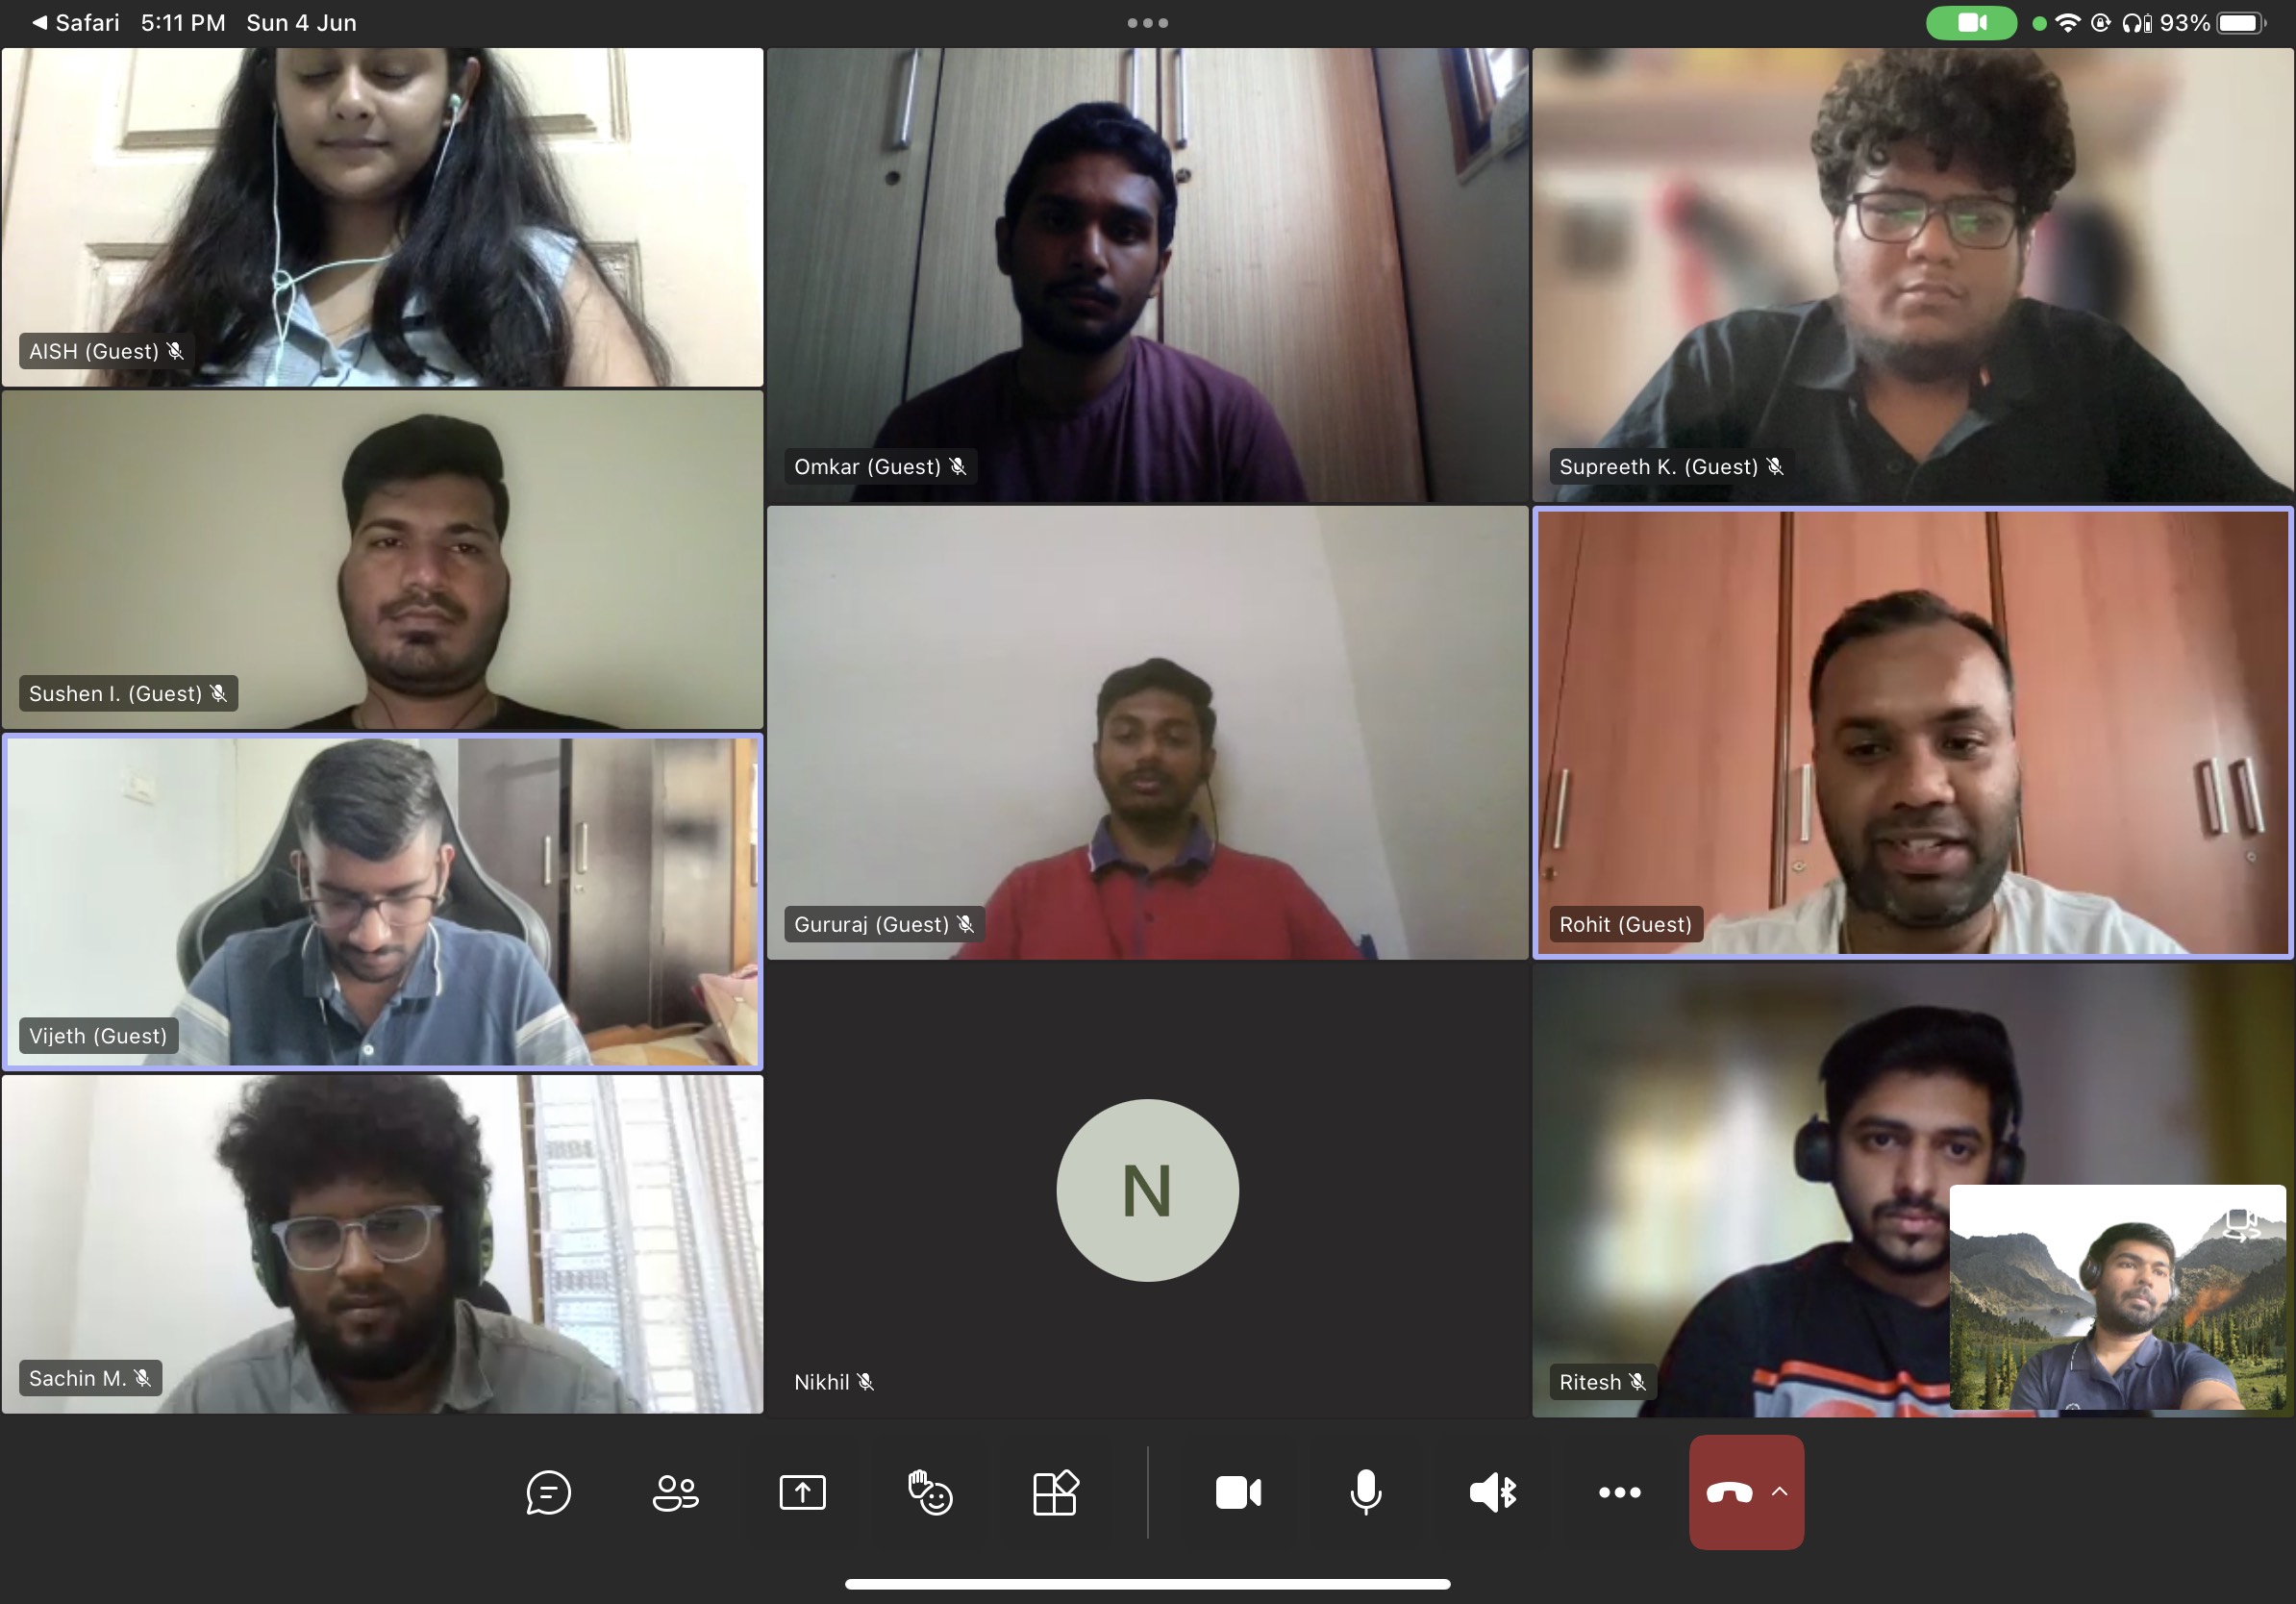 Safari 5:11 PM Sun 4 Jun
93%
AISH (Guest)
Omkar (Guest)
Supreeth K. (Guest)
Sushen I. (Guest)
Gururaj (Guest)
Rohit (Guest)
Vijeth (Guest)
N
Sachin M.
Nikhil
Ritesh